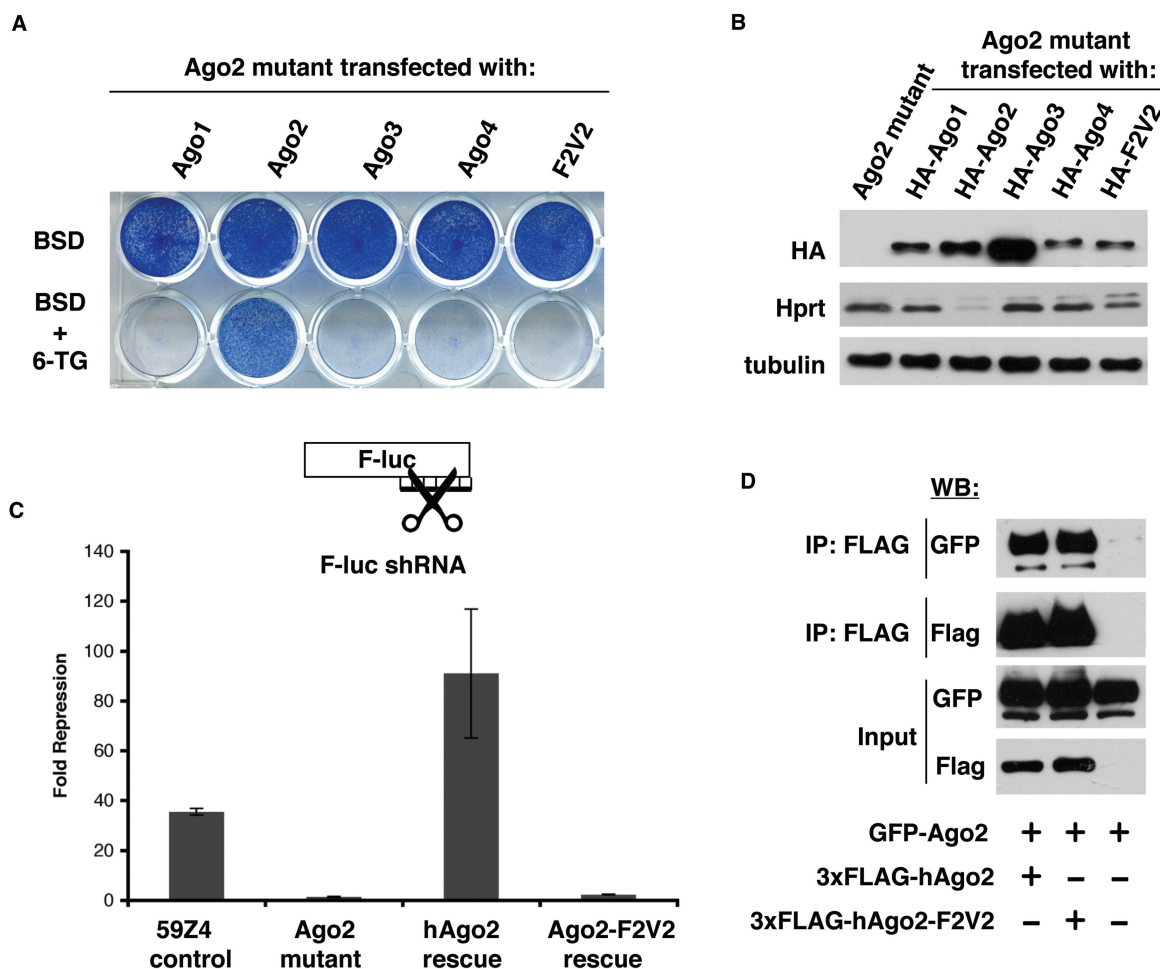 A
Ago2 mutant transfected with:
Ago1
Ago2
Ago3
Ago4
F2V2
BSD
BSD
+
6-TG
B
Ago2 mutant
transfected with:
Ago2 mutant
HA-Ago1
HA-Ago2
HA-Ago3
HA-Ago4
HA-F2V2
HA
Hprt
tubulin
C
F-luc
F-luc shRNA
Fold Repression
140
120
100
80
60
40
20
0
59Z4
control
Ago2
mutant
hAgo2
rescue
Ago2-F2V2
rescue
D
WB:
IP: FLAG GFP
IP: FLAG Flag
Input
GFP
Flag
GFP-Ago2 + + +
3xFLAG-hAgo2 + – –
3xFLAG-hAgo2-F2V2 – + –